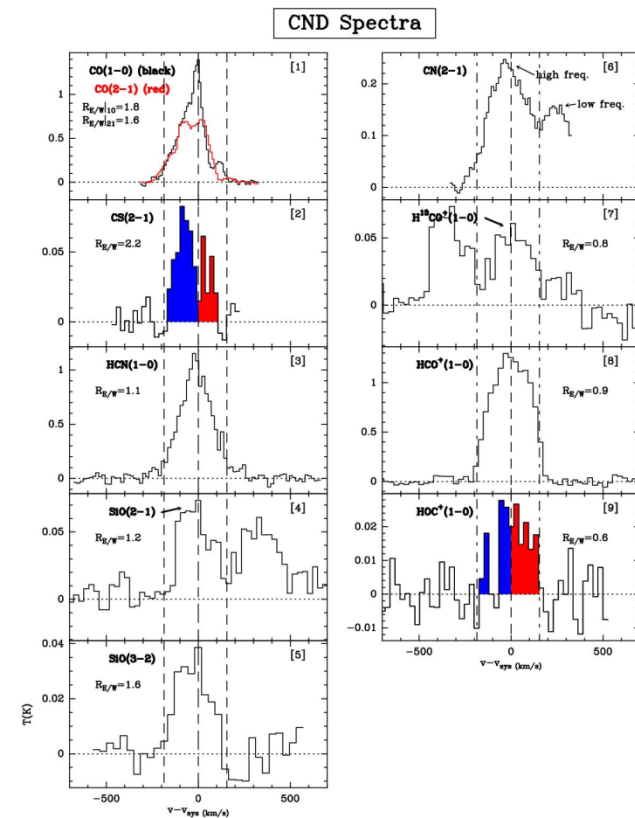 CND Spectra
[1]
CO(1-0) (black)
CO(2-1) (red)
R_E/W|10=1.8
R_E/W|21=1.6
1
0.5
0
[2]
CS(2-1)
R_E/W=2.2
0.05
0
[3]
HCN(1-0)
R_E/W=1.1
1
0.5
0
[4]
SiO(2-1)
R_E/W=1.2
0.05
0
[5]
SiO(3-2)
R_E/W=1.6
0.04
0.02
0
T(K)
−500 0 500
v−v_sys (km/s)
[6]
CN(2-1)
high freq.
low freq.
0.2
0.1
0
[7]
H¹³CO⁺(1-0)
R_E/W=0.8
0.05
0
[8]
HCO⁺(1-0)
R_E/W=0.9
1
0.5
0
[9]
HOC⁺(1-0)
R_E/W=0.6
0.02
0.01
0
−0.01
−500 0 500
v−v_sys (km/s)